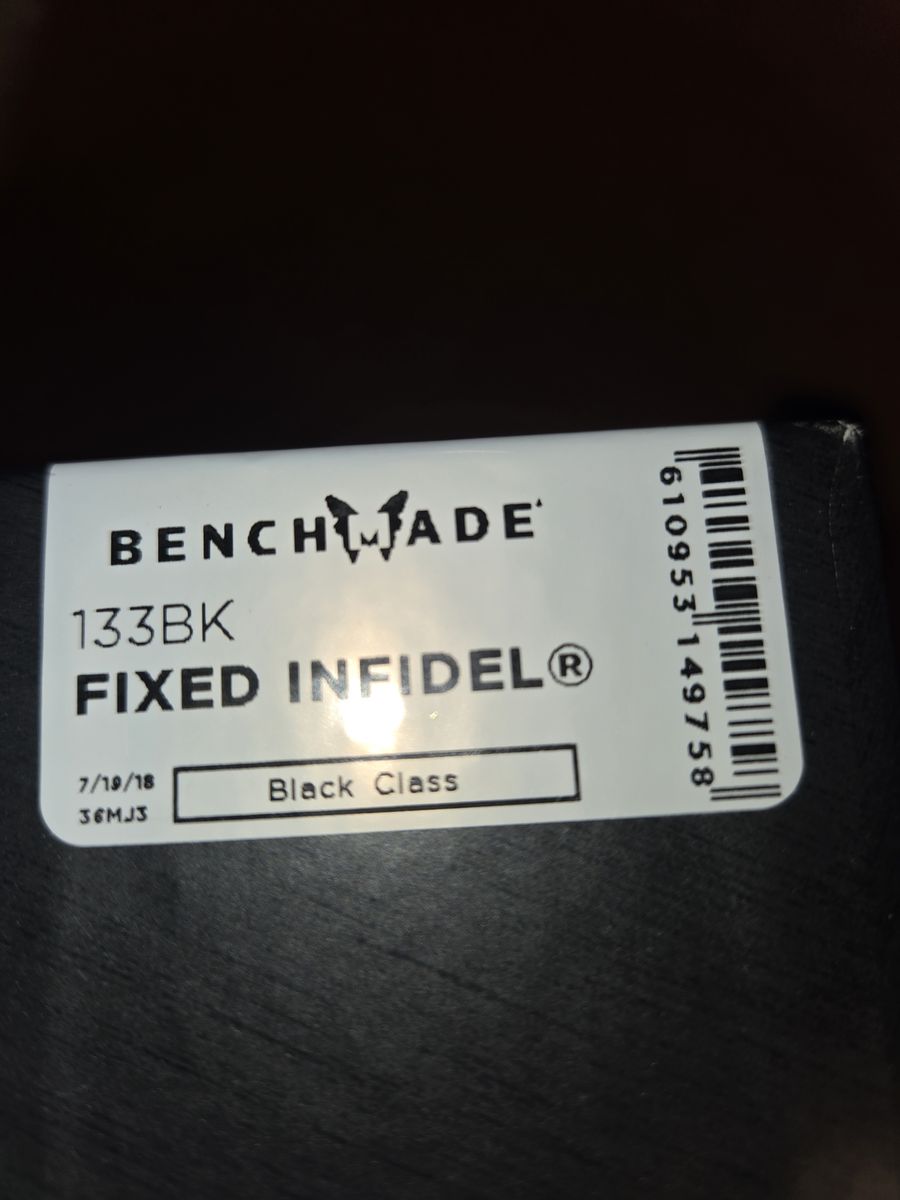 BENCHMADE
133BK
FIXED INFIDEL®
7/19/18
36MJ3
Black Class
610953149758